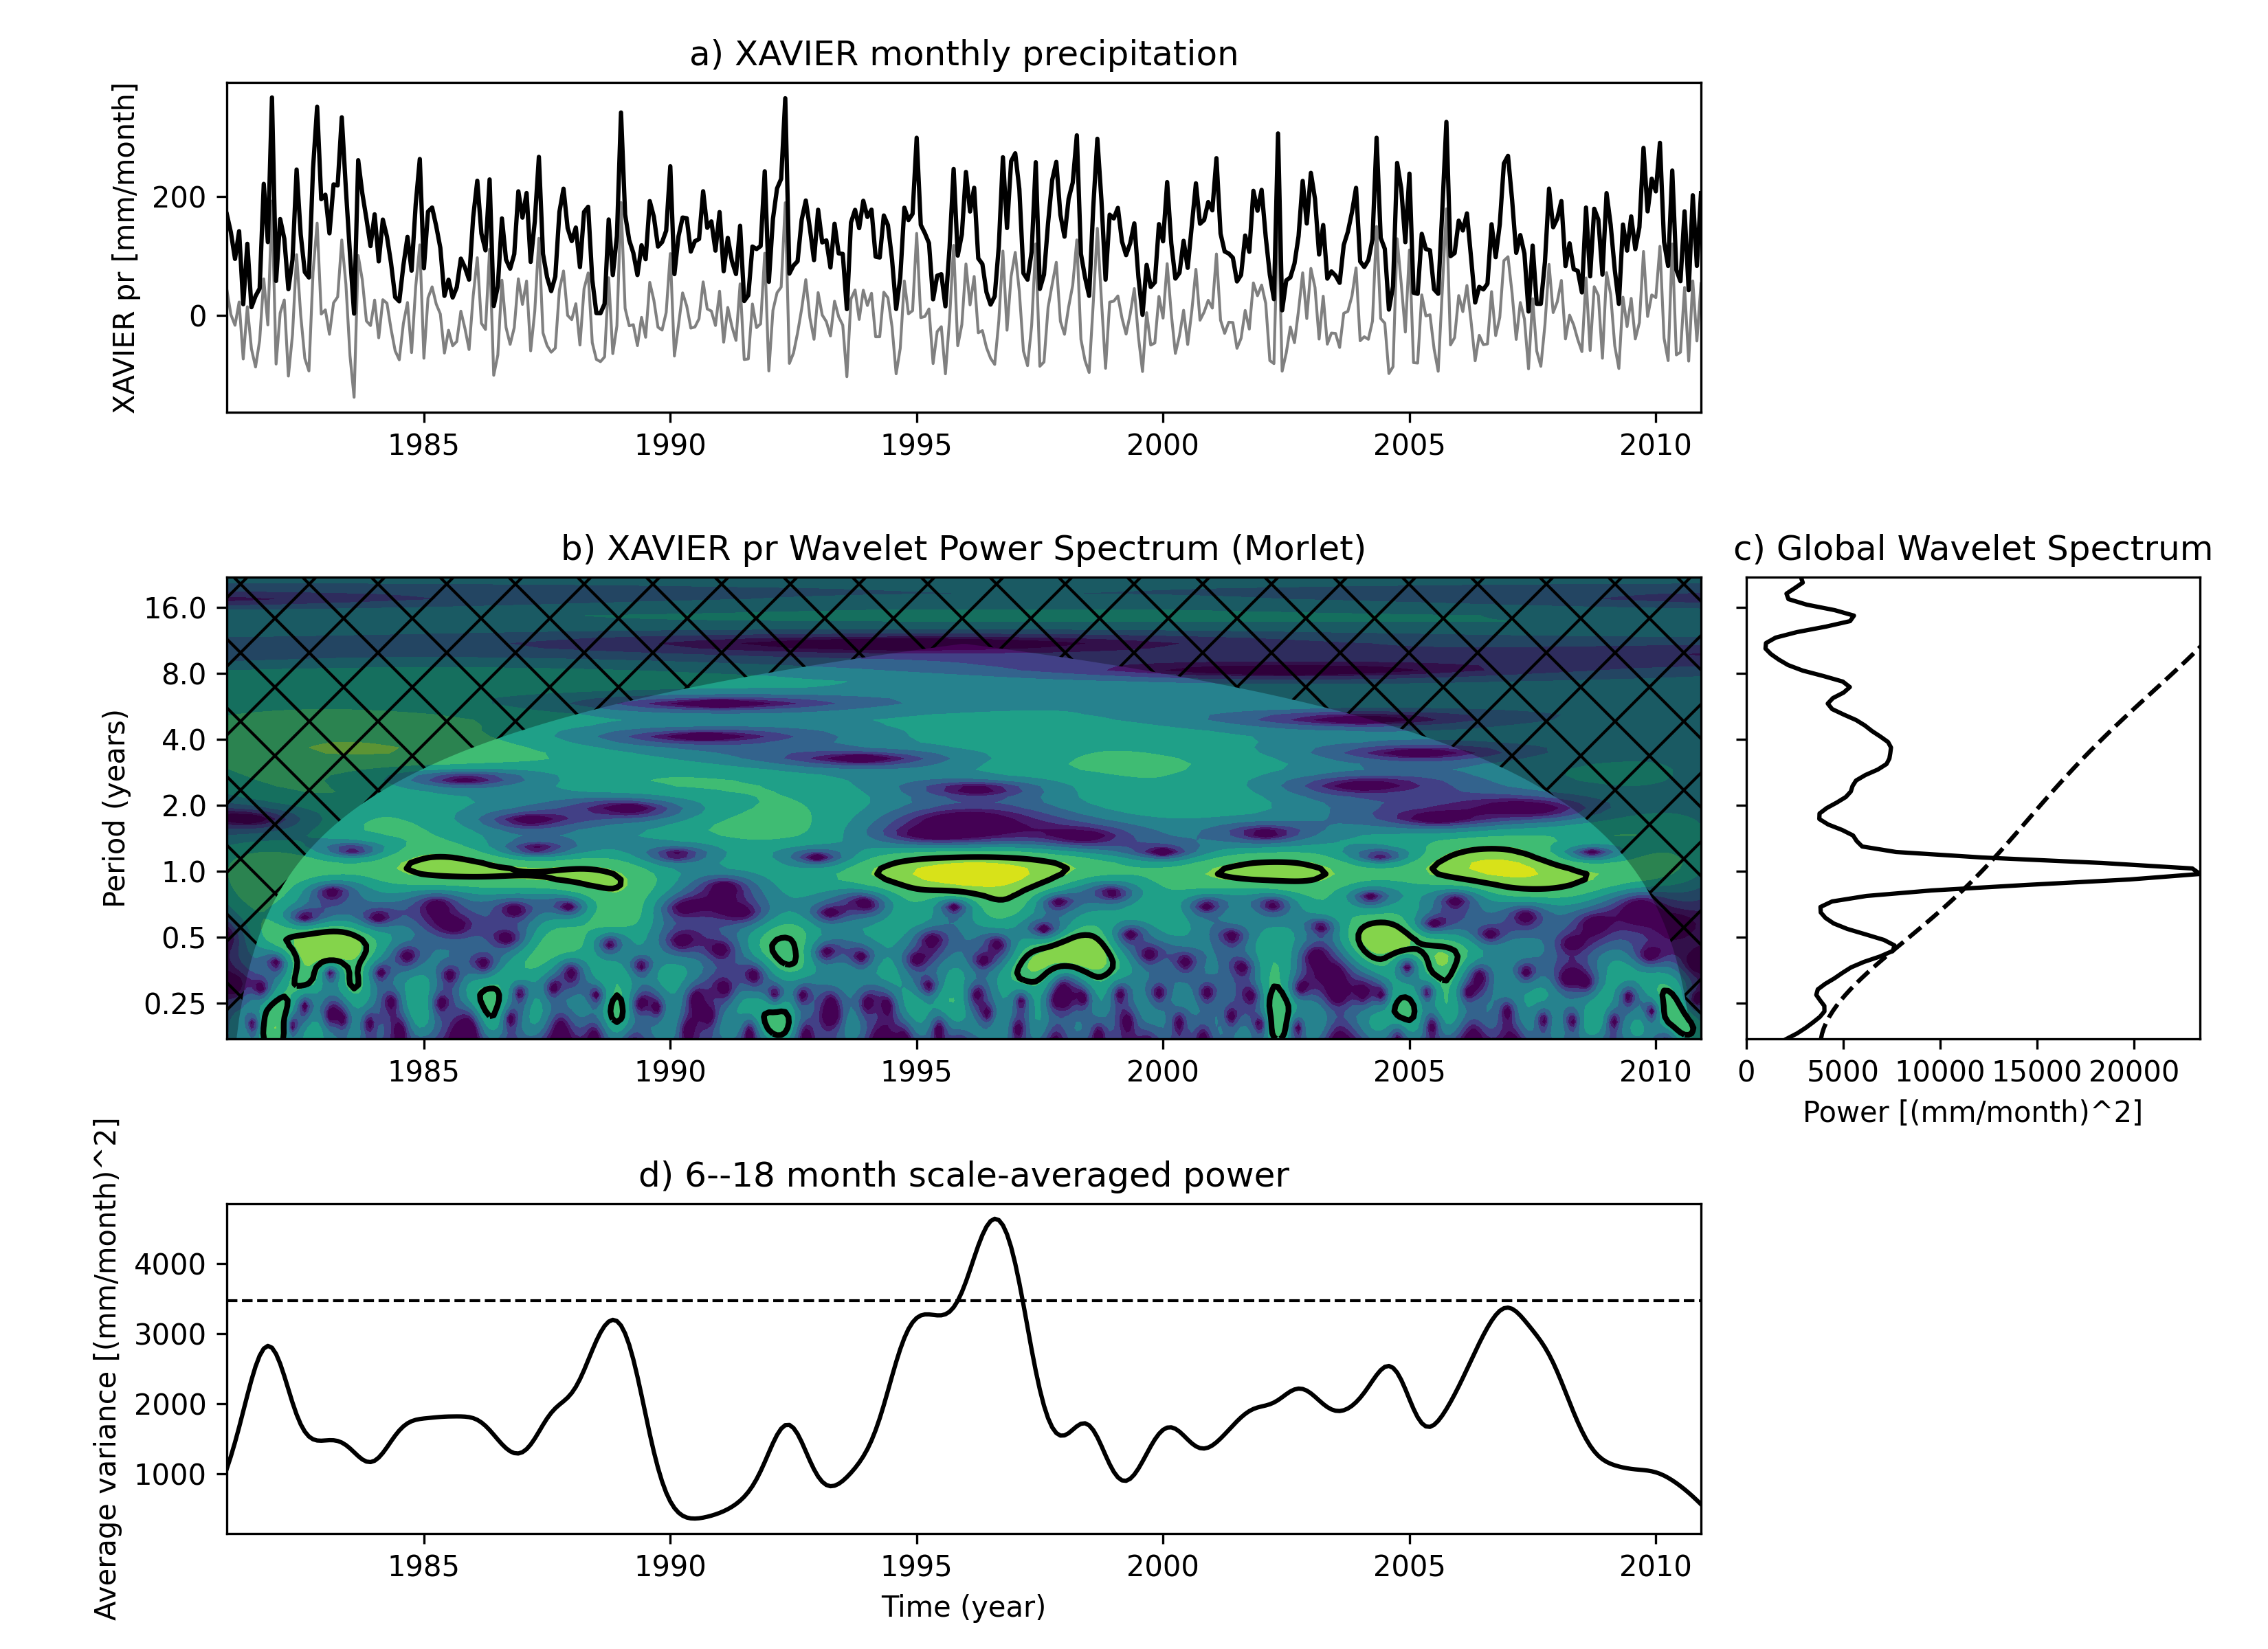 a) XAVIER monthly precipitation
XAVIER pr [mm/month]
200
0
1985 1990 1995 2000 2005 2010
b) XAVIER pr Wavelet Power Spectrum (Morlet)
Period (years)
16.0
8.0
4.0
2.0
1.0
0.5
0.25
1985 1990 1995 2000 2005 2010
c) Global Wavelet Spectrum
0 5000 10000 15000 20000
Power [(mm/month)^2]
d) 6--18 month scale-averaged power
Average variance [(mm/month)^2]
4000
3000
2000
1000
1985 1990 1995 2000 2005 2010
Time (year)